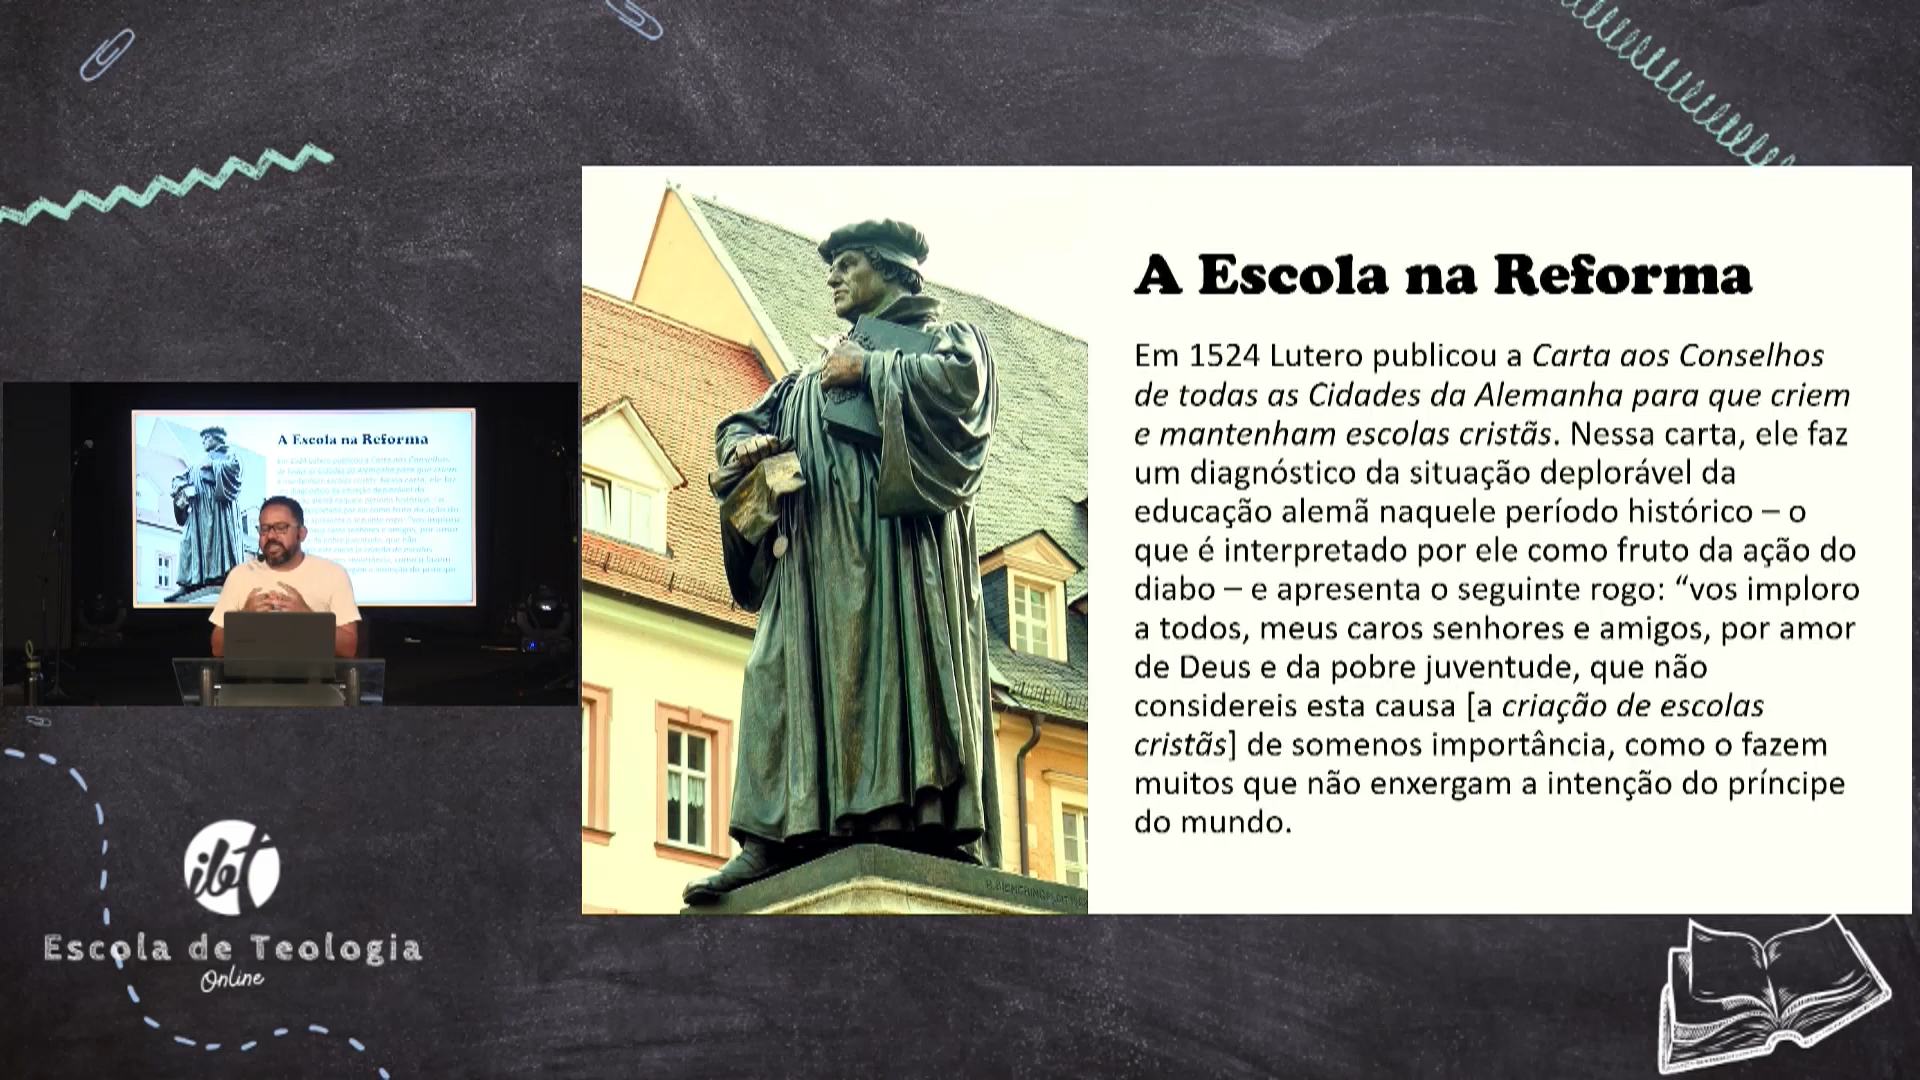 A Escola na Reforma
Em 1524 Lutero publicou a Carta aos Conselhos
de todas as Cidades da Alemanha para que criem
e mantenham escolas cristãs. Nessa carta, ele faz
um diagnóstico da situação deplorável da
educação alemã naquele período histórico – o
que é interpretado por ele como fruto da ação do
diabo – e apresenta o seguinte rogo: “vos imploro
a todos, meus caros senhores e amigos, por amor
de Deus e da pobre juventude, que não
considereis esta causa [a criação de escolas
cristãs] de somenos importância, como o fazem
muitos que não enxergam a intenção do príncipe
do mundo.
A Escola na Reforma
ibt
Escola de Teologia
Online